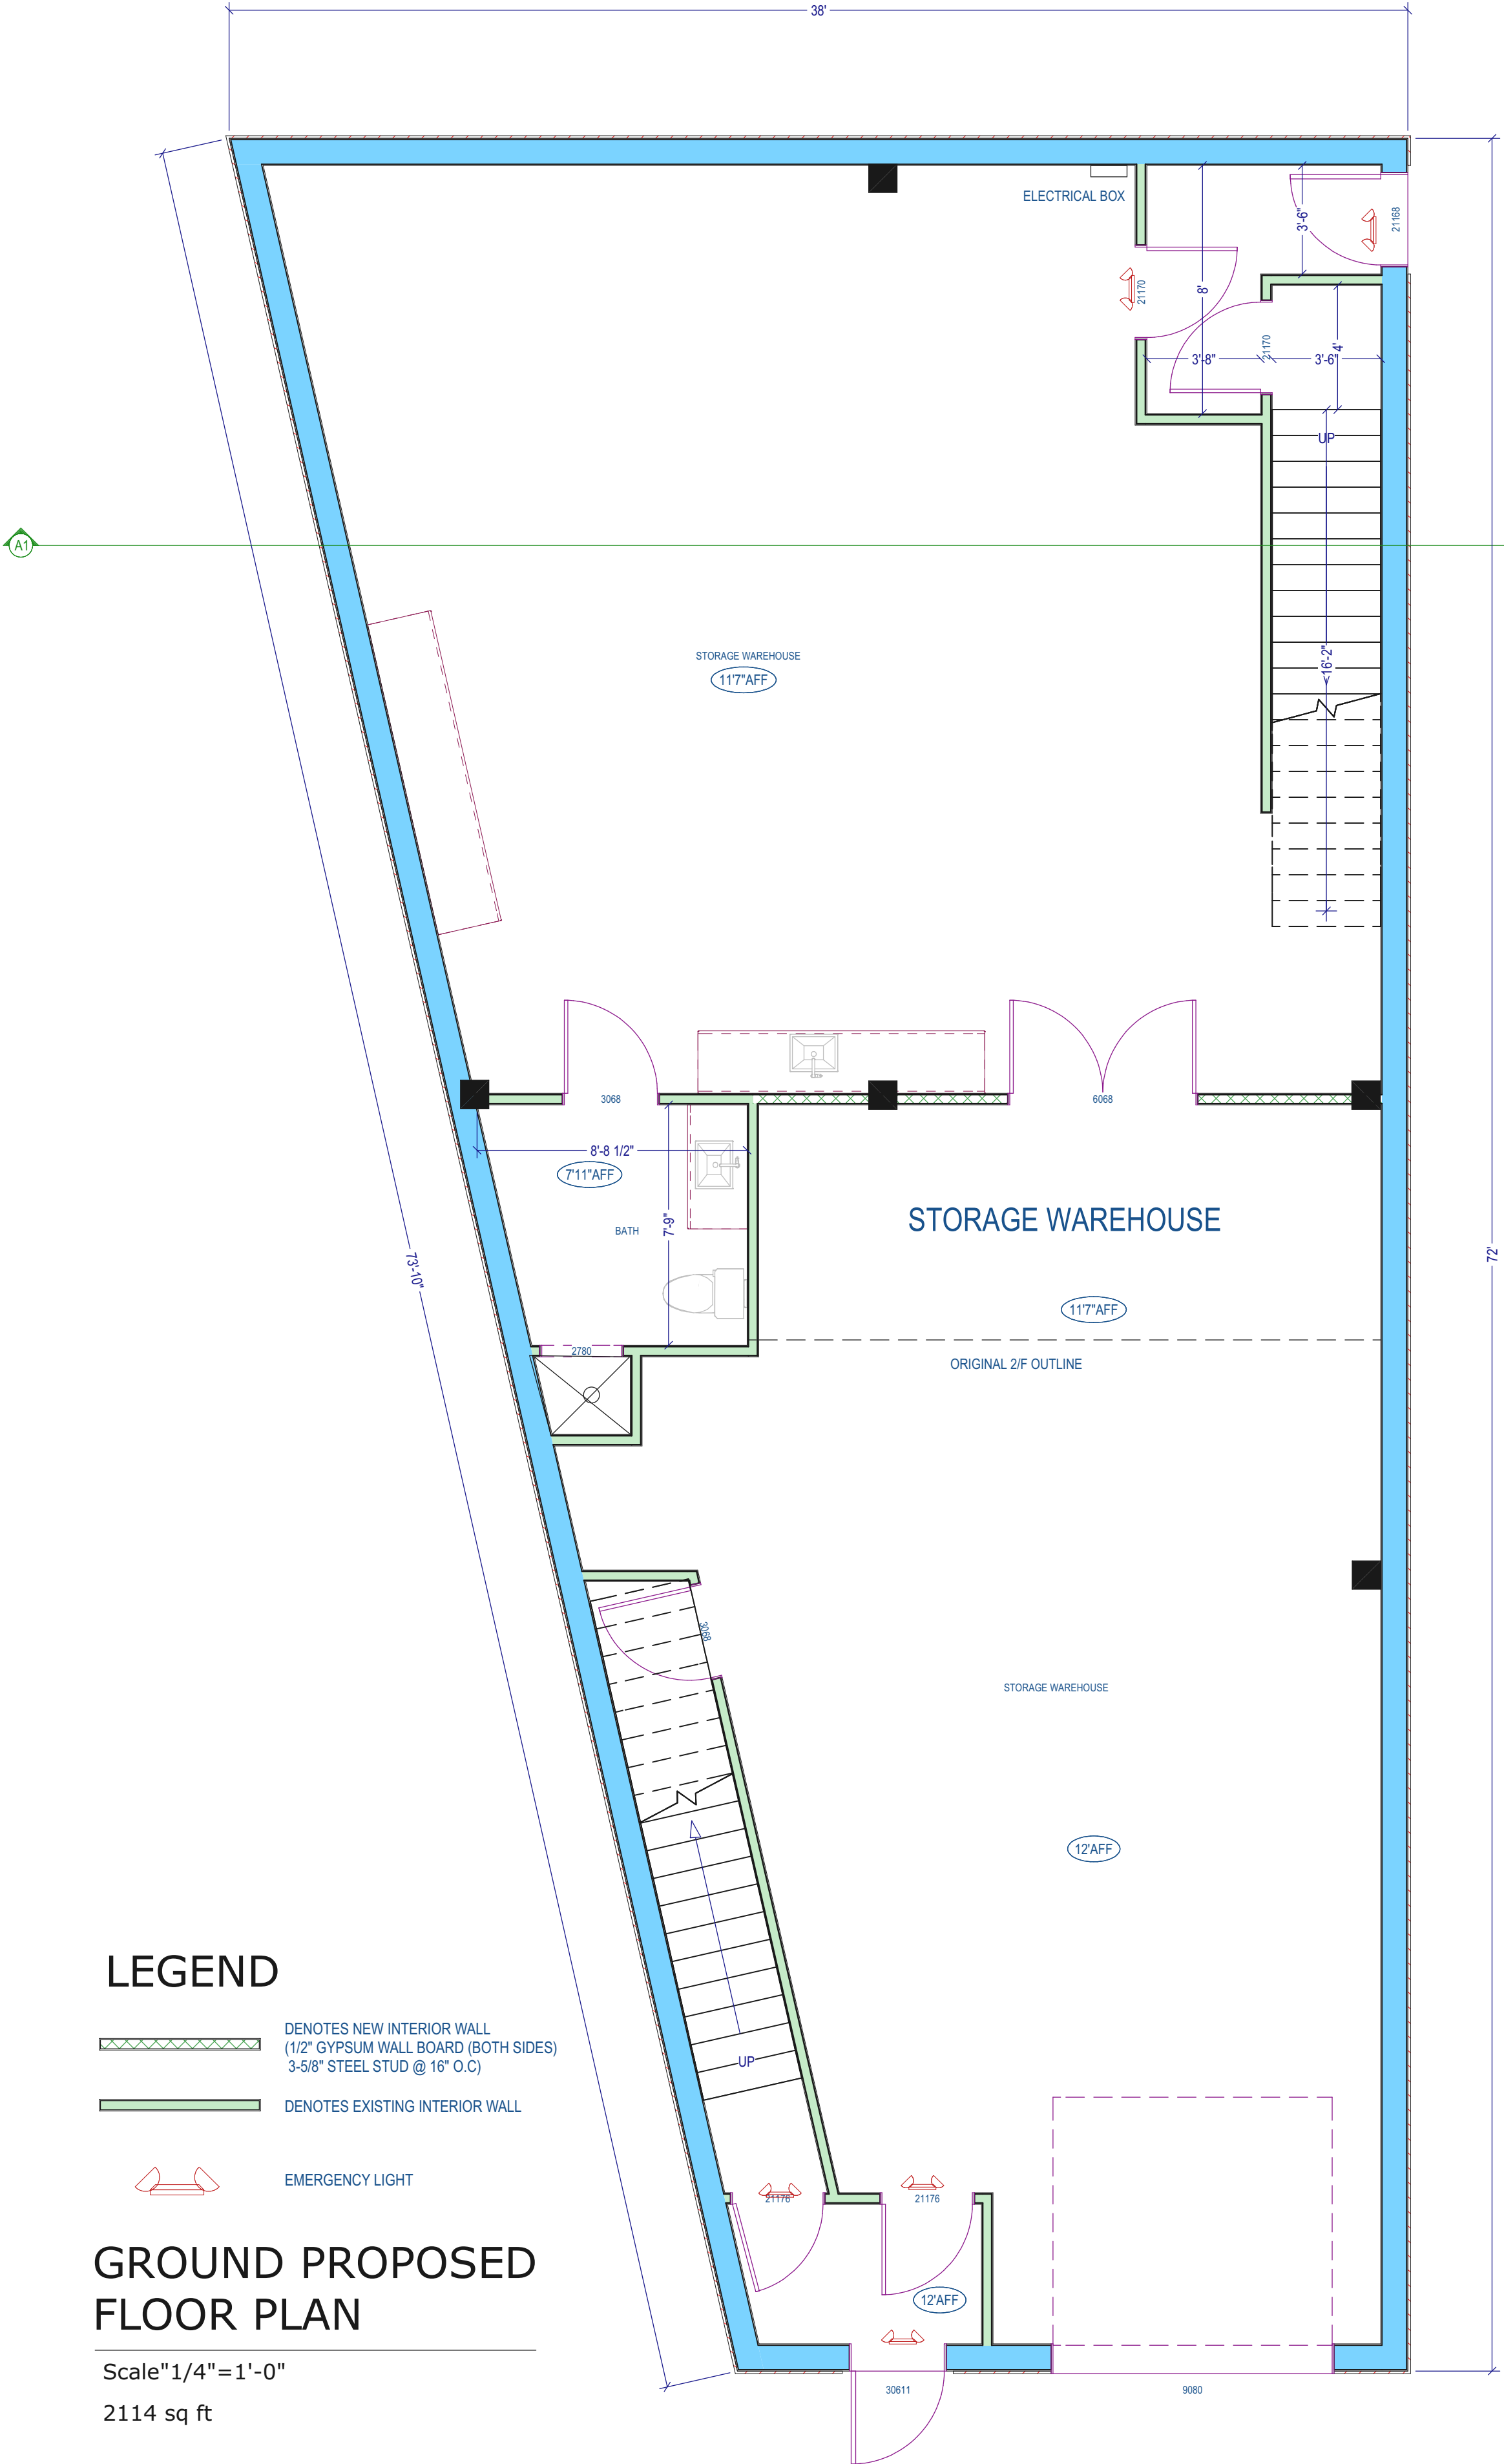 38'
ELECTRICAL BOX
3'-6"
21168
21170
8'
21170
3'-8"
3'-6"
4'
UP
A1
16'-2"
STORAGE WAREHOUSE
11'7"AFF
3068
6068
8'-8 1/2"
7'11"AFF
BATH
7'-9"
STORAGE WAREHOUSE
73'-10"
72'
11'7"AFF
2780
ORIGINAL 2/F OUTLINE
3068
STORAGE WAREHOUSE
12'AFF
UP
LEGEND
DENOTES NEW INTERIOR WALL
(1/2" GYPSUM WALL BOARD (BOTH SIDES)
3-5/8" STEEL STUD @ 16" O.C)
DENOTES EXISTING INTERIOR WALL
EMERGENCY LIGHT
21176
21176
12'AFF
GROUND PROPOSED
FLOOR PLAN
Scale"1/4"=1'-0"
2114 sq ft
30611
9080